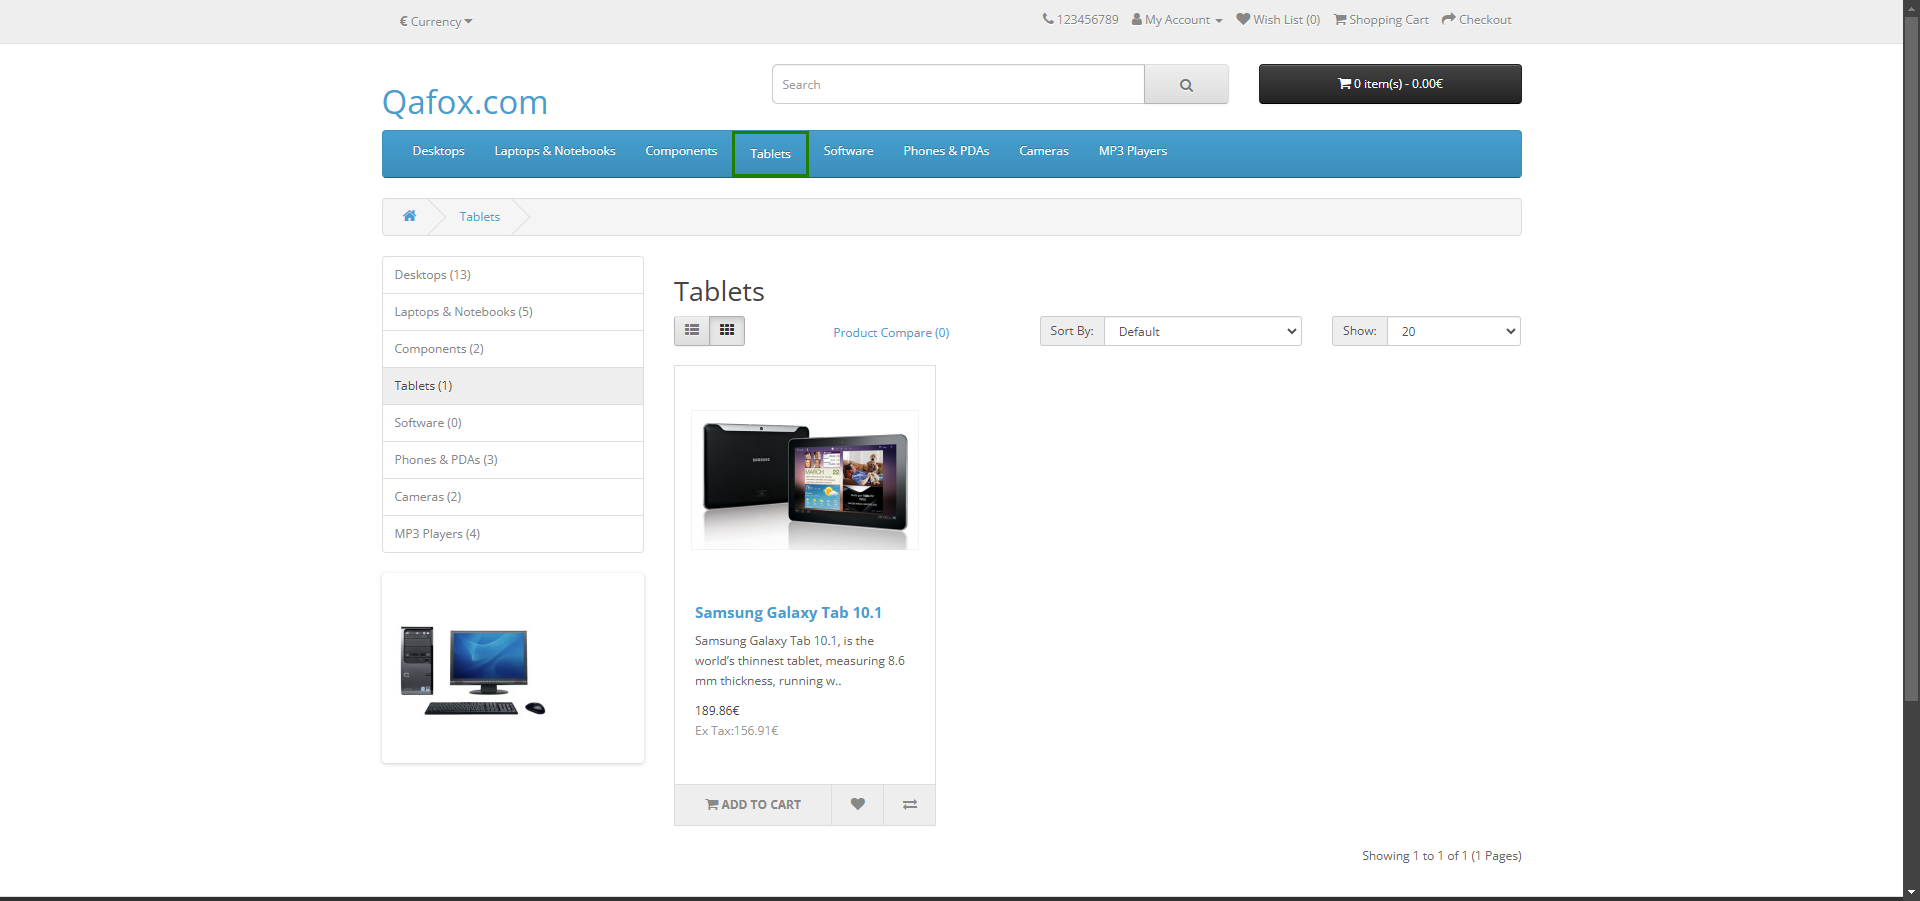 € Currency
123456789 My Account Wish List (0) Shopping Cart Checkout
Qafox.com
Search
0 item(s) - 0.00€
Desktops Laptops & Notebooks Components Tablets Software Phones & PDAs Cameras MP3 Players
Tablets
Desktops (13)
Laptops & Notebooks (5)
Components (2)
Tablets (1)
Software (0)
Phones & PDAs (3)
Cameras (2)
MP3 Players (4)
Tablets
Product Compare (0)
Sort By: Default
Show: 20
SAMSUNG
MARCH 22
Samsung Galaxy Tab 10.1
Samsung Galaxy Tab 10.1, is the
world’s thinnest tablet, measuring 8.6
mm thickness, running w..
189.86€
Ex Tax:156.91€
ADD TO CART
Showing 1 to 1 of 1 (1 Pages)